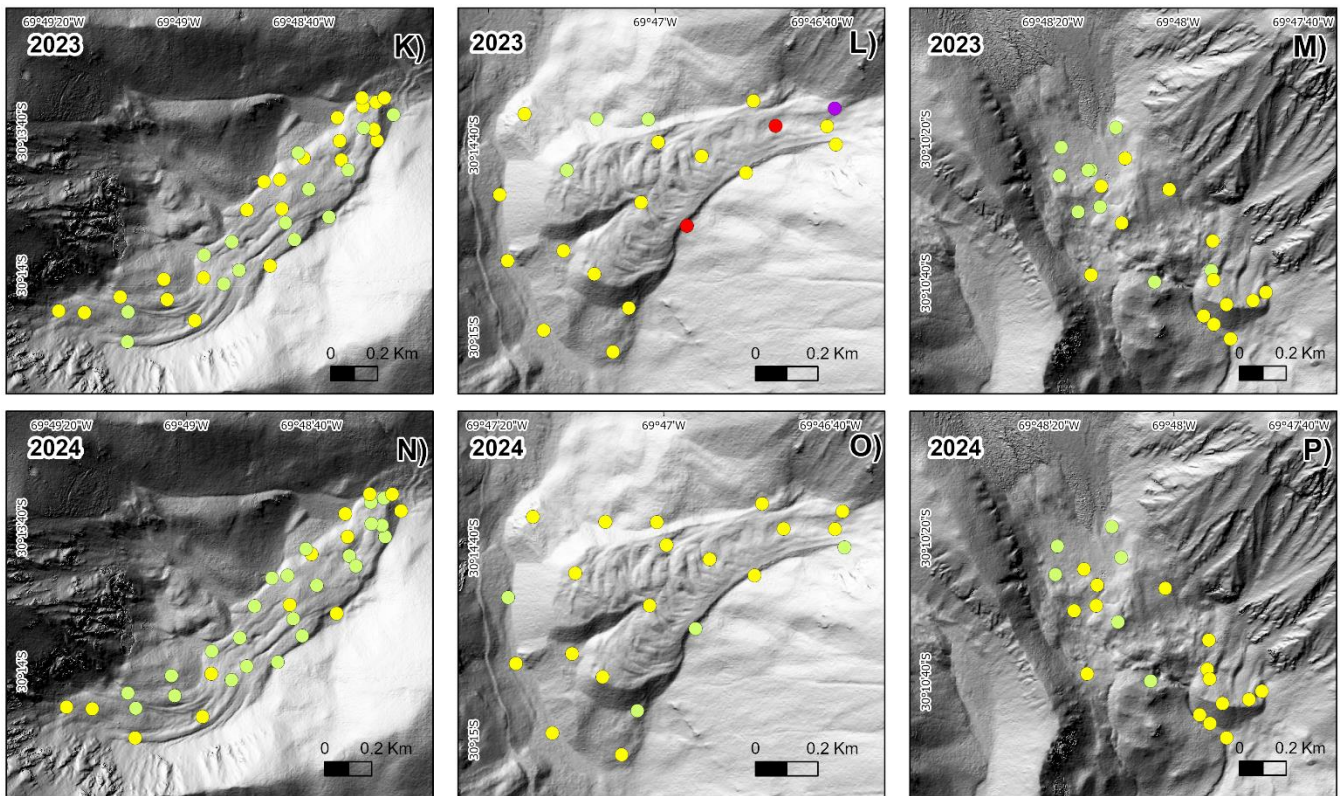 69°49'20"W 69°49'W 69°48'40"W
2023 K)
30°13'40"S
30°14'S
0 0.2 Km
69°47'W 69°46'40"W
2023 L)
30°14'40"S
30°15'S
0 0.2 Km
69°48'20"W 69°48'W 69°47'40"W
2023 M)
30°10'20"S
30°10'40"S
0 0.2 Km
69°49'20"W 69°49'W 69°48'40"W
2024 N)
30°13'40"S
30°14'S
0 0.2 Km
69°47'20"W 69°47'W 69°46'40"W
2024 O)
30°14'40"S
30°15'S
0 0.2 Km
69°48'20"W 69°48'W 69°47'40"W
2024 P)
30°10'20"S
30°10'40"S
0 0.2 Km